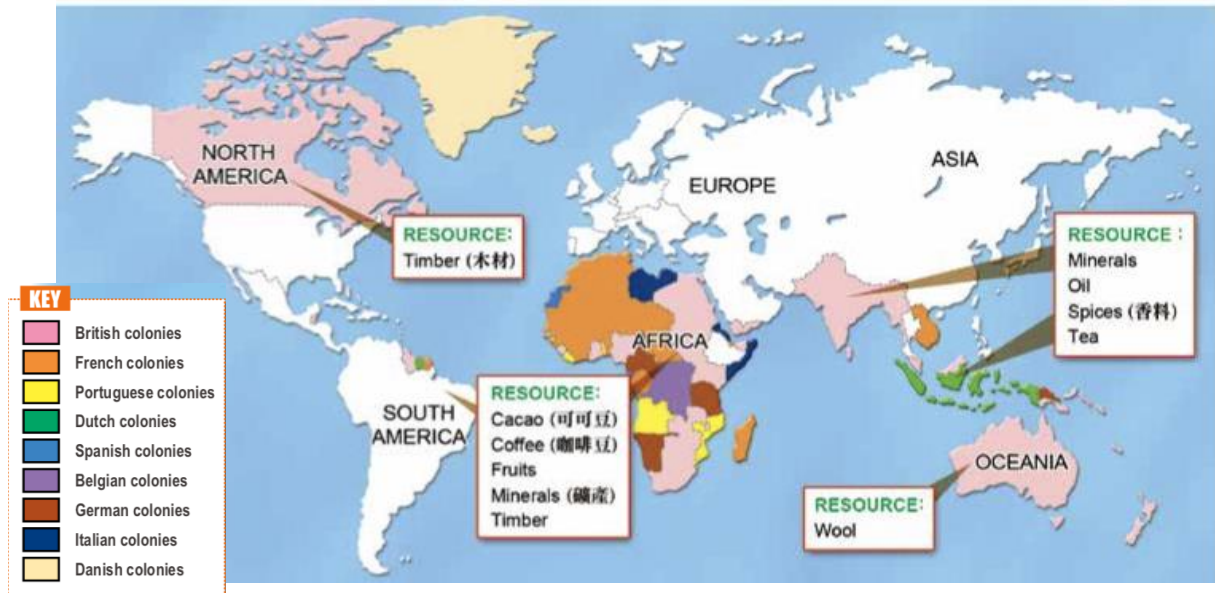 NORTH
AMERICA
EUROPE
ASIA
RESOURCE:
Timber (木材)
RESOURCE :
Minerals
Oil
Spices (香料)
Tea
KEY
British colonies
French colonies
Portuguese colonies
Dutch colonies
Spanish colonies
Belgian colonies
German colonies
Italian colonies
Danish colonies
AFRICA
SOUTH
AMERICA
RESOURCE:
Cacao (可可豆)
Coffee (咖啡豆)
Fruits
Minerals (礦產)
Timber
OCEANIA
RESOURCE:
Wool